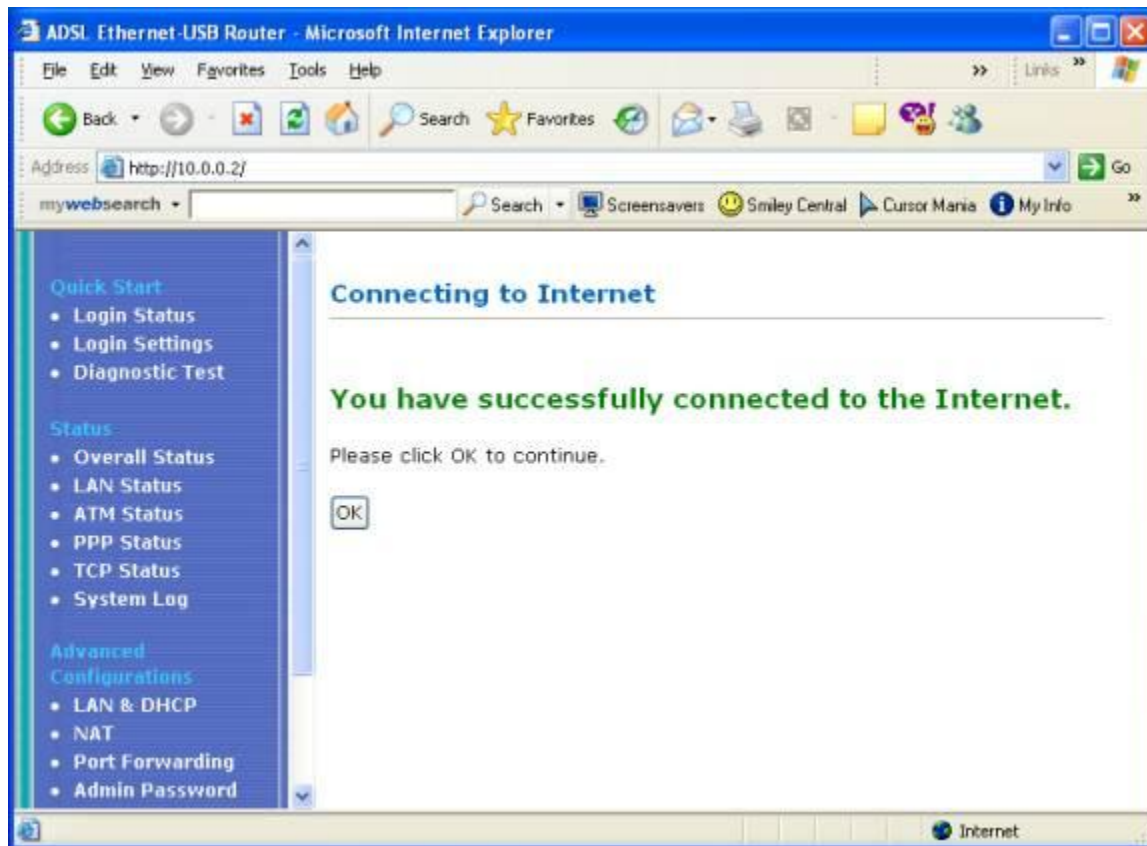 ADSL Ethernet-USB Router - Microsoft Internet Explorer
File Edit View Favorites Tools Help » Links »
Back Search Favorites
Address http://10.0.0.2/ Go
mywebsearch Search Screensavers Smiley Central Cursor Mania My Info »
Quick Start
• Login Status
• Login Settings
• Diagnostic Test
Status
• Overall Status
• LAN Status
• ATM Status
• PPP Status
• TCP Status
• System Log
Advanced
Configurations
• LAN & DHCP
• NAT
• Port Forwarding
• Admin Password
Connecting to Internet
You have successfully connected to the Internet.
Please click OK to continue.
OK
Internet